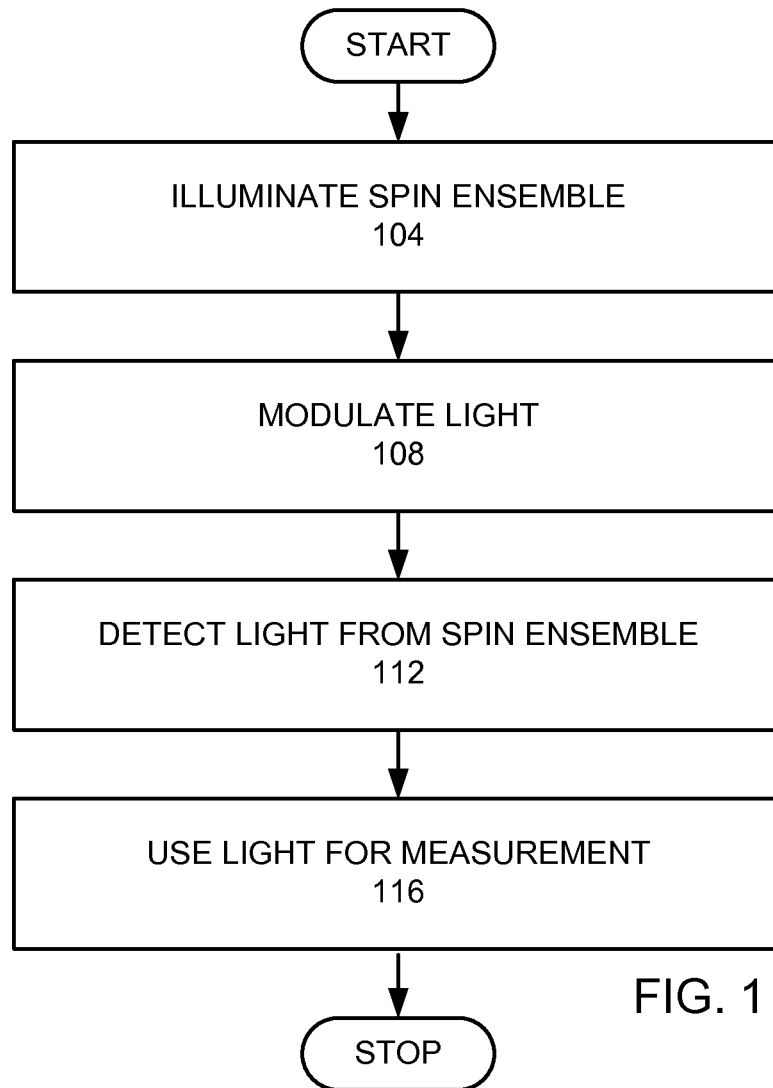 START
ILLUMINATE SPIN ENSEMBLE
104
MODULATE LIGHT
108
DETECT LIGHT FROM SPIN ENSEMBLE
112
USE LIGHT FOR MEASUREMENT
116
FIG. 1
STOP